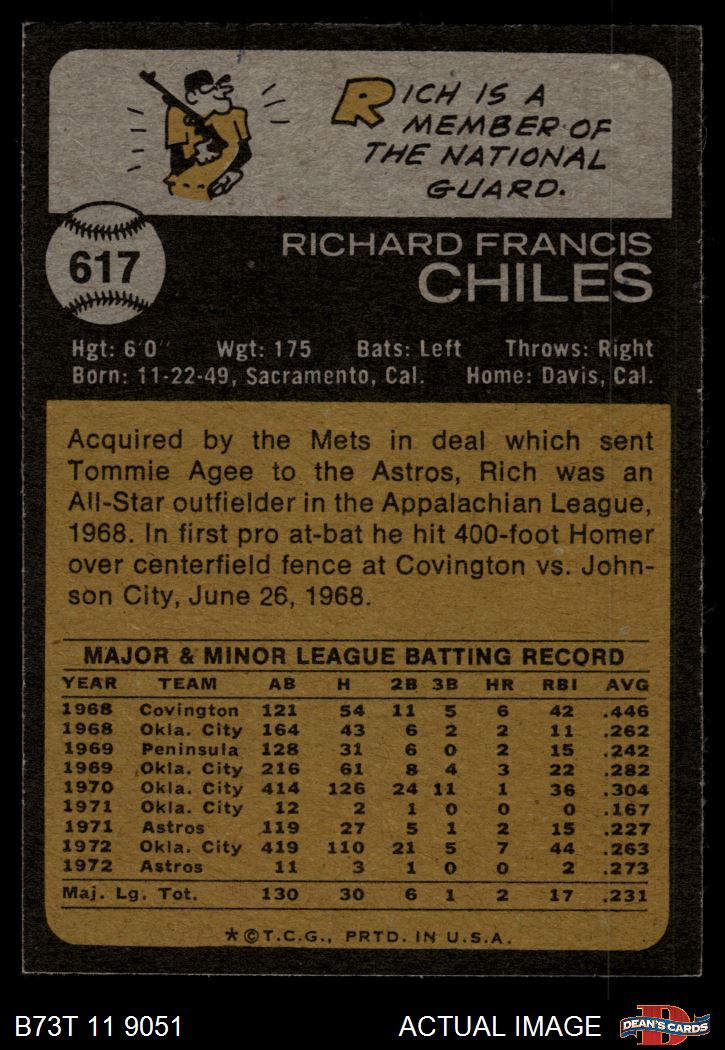 RICH IS A
MEMBER OF
THE NATIONAL
GUARD.
617
RICHARD FRANCIS
CHILES
Hgt: 6'0" Wgt: 175 Bats: Left Throws: Right
Born: 11-22-49, Sacramento, Cal. Home: Davis, Cal.
Acquired by the Mets in deal which sent
Tommie Agee to the Astros, Rich was an
All-Star outfielder in the Appalachian League,
1968. In first pro at-bat he hit 400-foot Homer
over centerfield fence at Covington vs. John-
son City, June 26, 1968.
MAJOR & MINOR LEAGUE BATTING RECORD
YEAR TEAM AB H 2B 3B HR RBI AVG
1968 Covington 121 54 11 5 6 42 .446
1968 Okla. City 164 43 6 2 2 11 .262
1969 Peninsula 128 31 6 0 2 15 .242
1969 Okla. City 216 61 8 4 3 22 .282
1970 Okla. City 414 126 24 11 1 36 .304
1971 Okla. City 12 2 1 0 0 0 .167
1971 Astros 119 27 5 1 2 15 .227
1972 Okla. City 419 110 21 5 7 44 .263
1972 Astros 11 3 1 0 0 2 .273
Maj. Lg. Tot. 130 30 6 1 2 17 .231
*©T.C.G., PRTD. IN U.S.A.
B73T 11 9051 ACTUAL IMAGE D DEAN'S CARDS